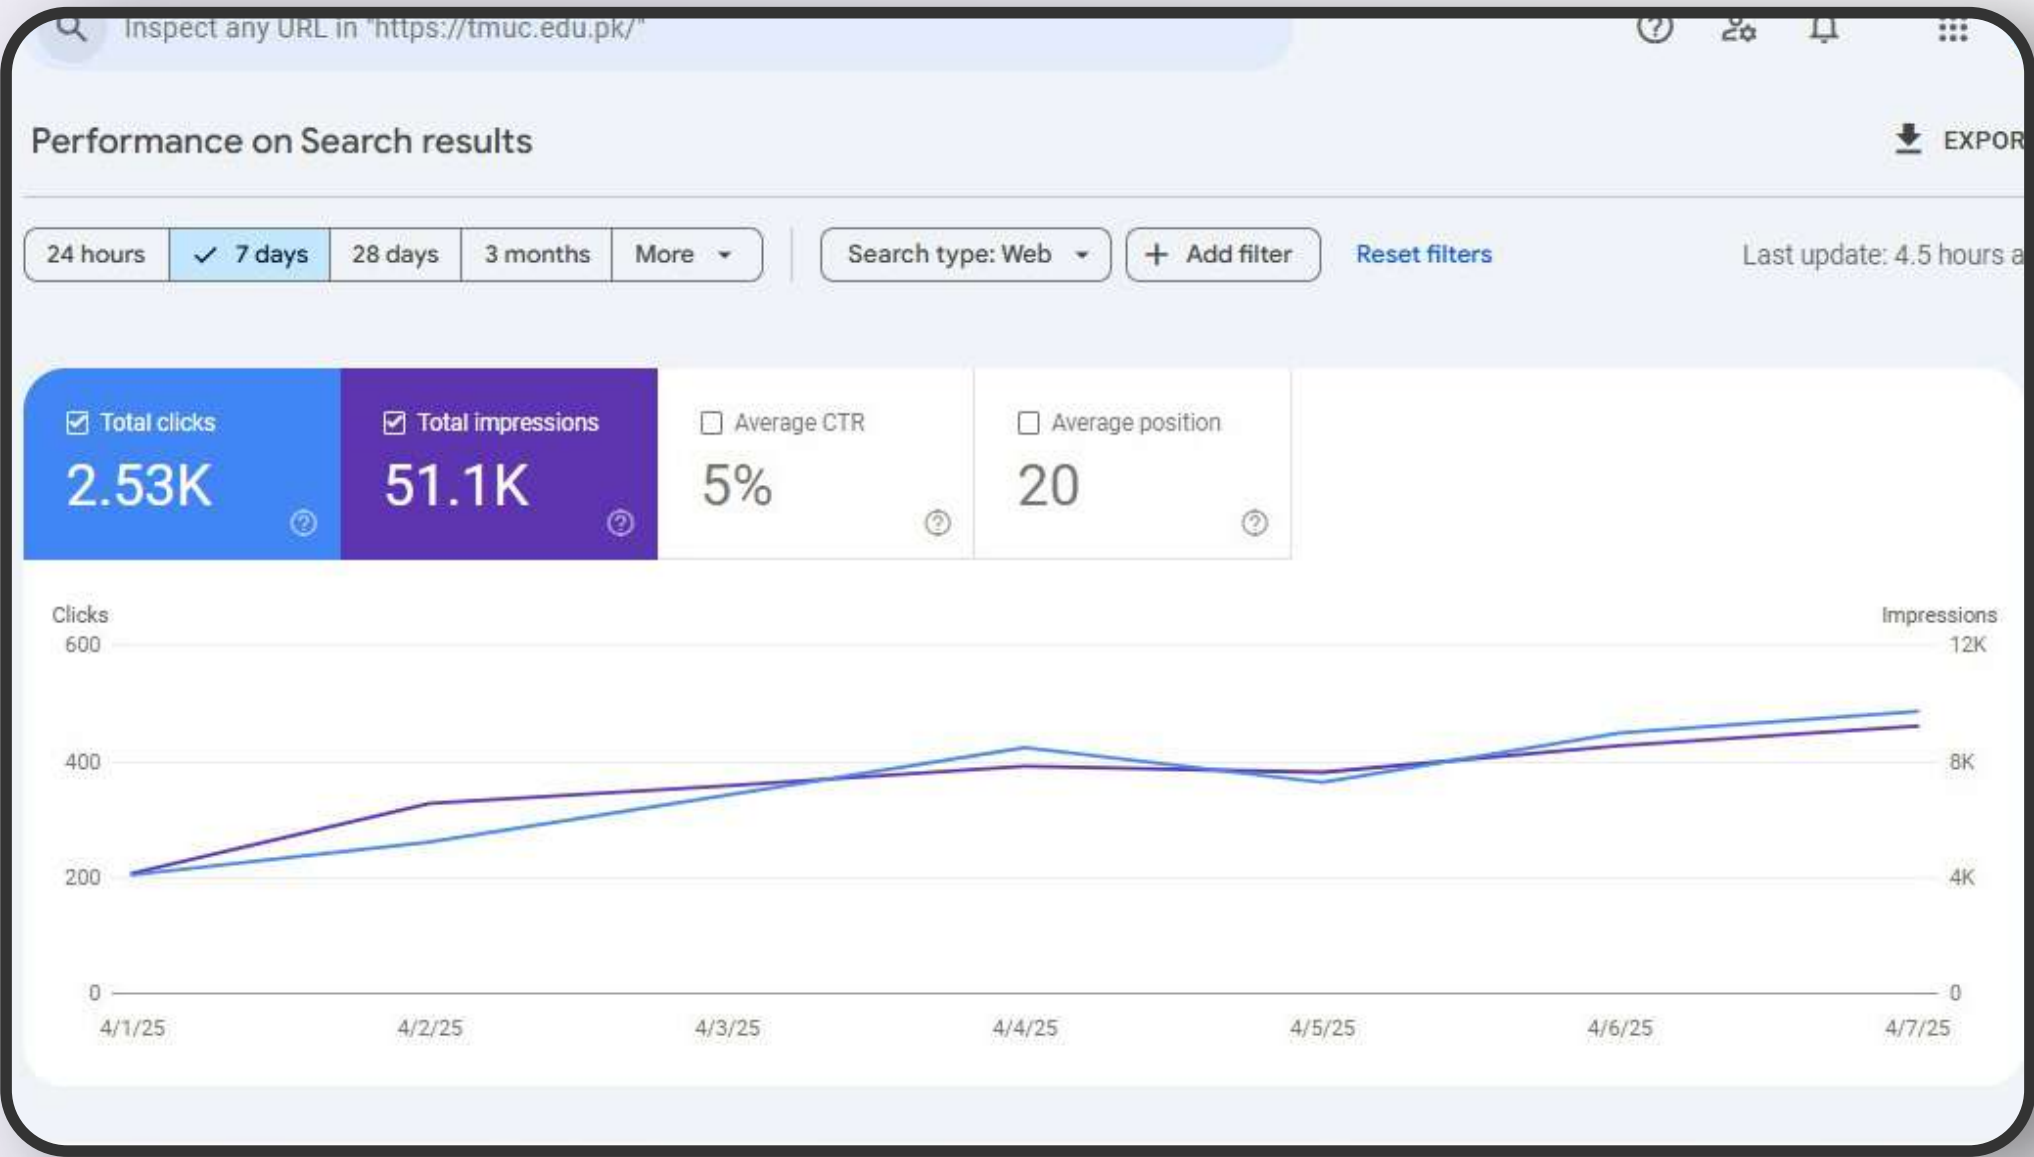 Inspect any URL in "https://tmuc.edu.pk/"
Performance on Search results
EXPOR
24 hours 7 days 28 days 3 months More Search type: Web + Add filter Reset filters Last update: 4.5 hours a
Total clicks Total impressions Average CTR Average position
2.53K 51.1K 5% 20
Clicks Impressions
600 12K
400 8K
200 4K
0 0
4/1/25 4/2/25 4/3/25 4/4/25 4/5/25 4/6/25 4/7/25